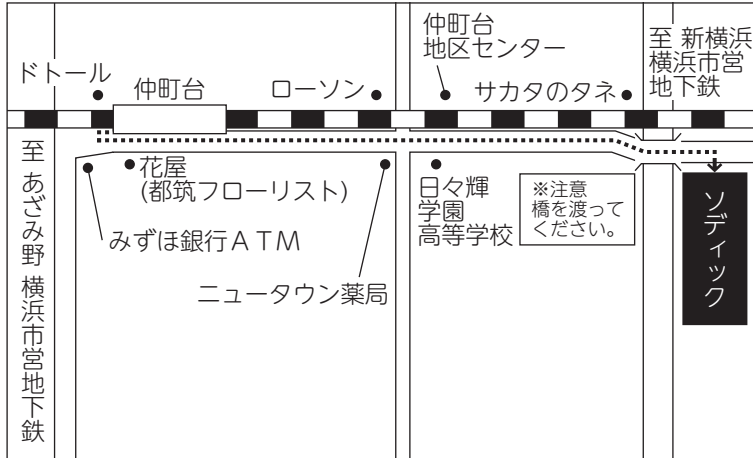 ドトール
仲町台
ローソン
仲町台
地区センター
サカタのタネ
至 新横浜
横浜市営
地下鉄
至 あざみ野 横浜市営地下鉄
花屋
(都筑フローリスト)
みずほ銀行ATM
ニュータウン薬局
日々輝
学園
高等学校
※注意
橋を渡って
ください。
ソディック